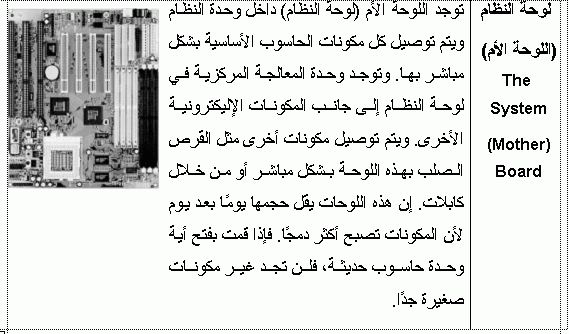 لوحة النظام
(اللوحة الأم)
The
System
(Mother)
Board
توجد اللوحة الأم (لوحة النظام) داخل وحدة النظام
ويتم توصيل كل مكونات الحاسوب الأساسية بشكل
مباشر بها. وتوجد وحدة المعالجة المركزية في
لوحة النظام إلى جانب المكونات الإليكترونية
الأخرى. ويتم توصيل مكونات أخرى مثل القرص
الصلب بهذه اللوحة بشكل مباشر أو من خلال
كابلات. إن هذه اللوحات يقل حجمها يومًا بعد يوم
لأن المكونات تصبح أكثر دمجًا. فإذا قمت بفتح أية
وحدة حاسوب حديثة، فلن تجد غير مكونات
صغيرة جدًا.